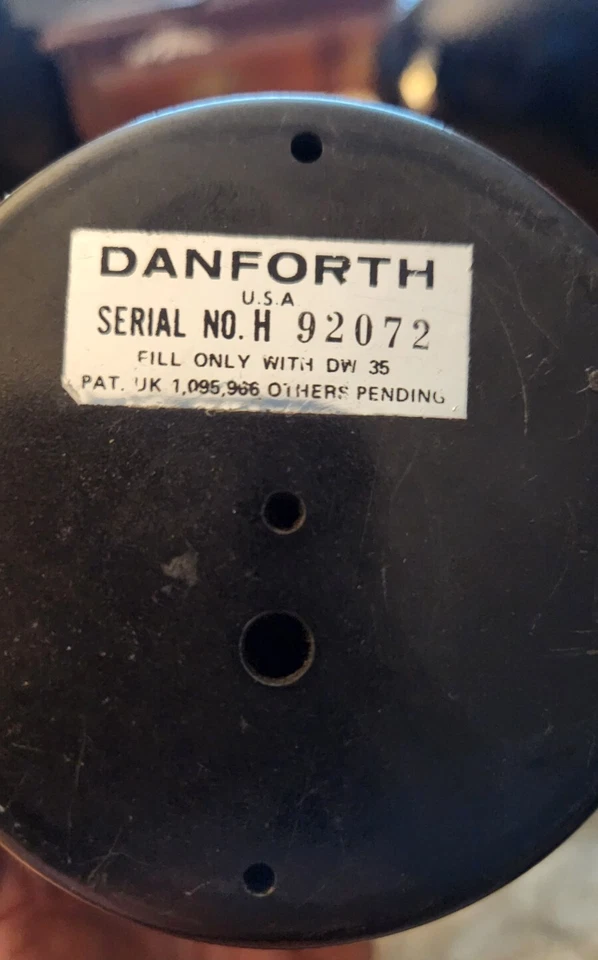 DANFORTH
U.S.A
SERIAL NO. H 92072
FILL ONLY WITH DW 35
PAT. UK 1,095,966 OTHERS PENDING